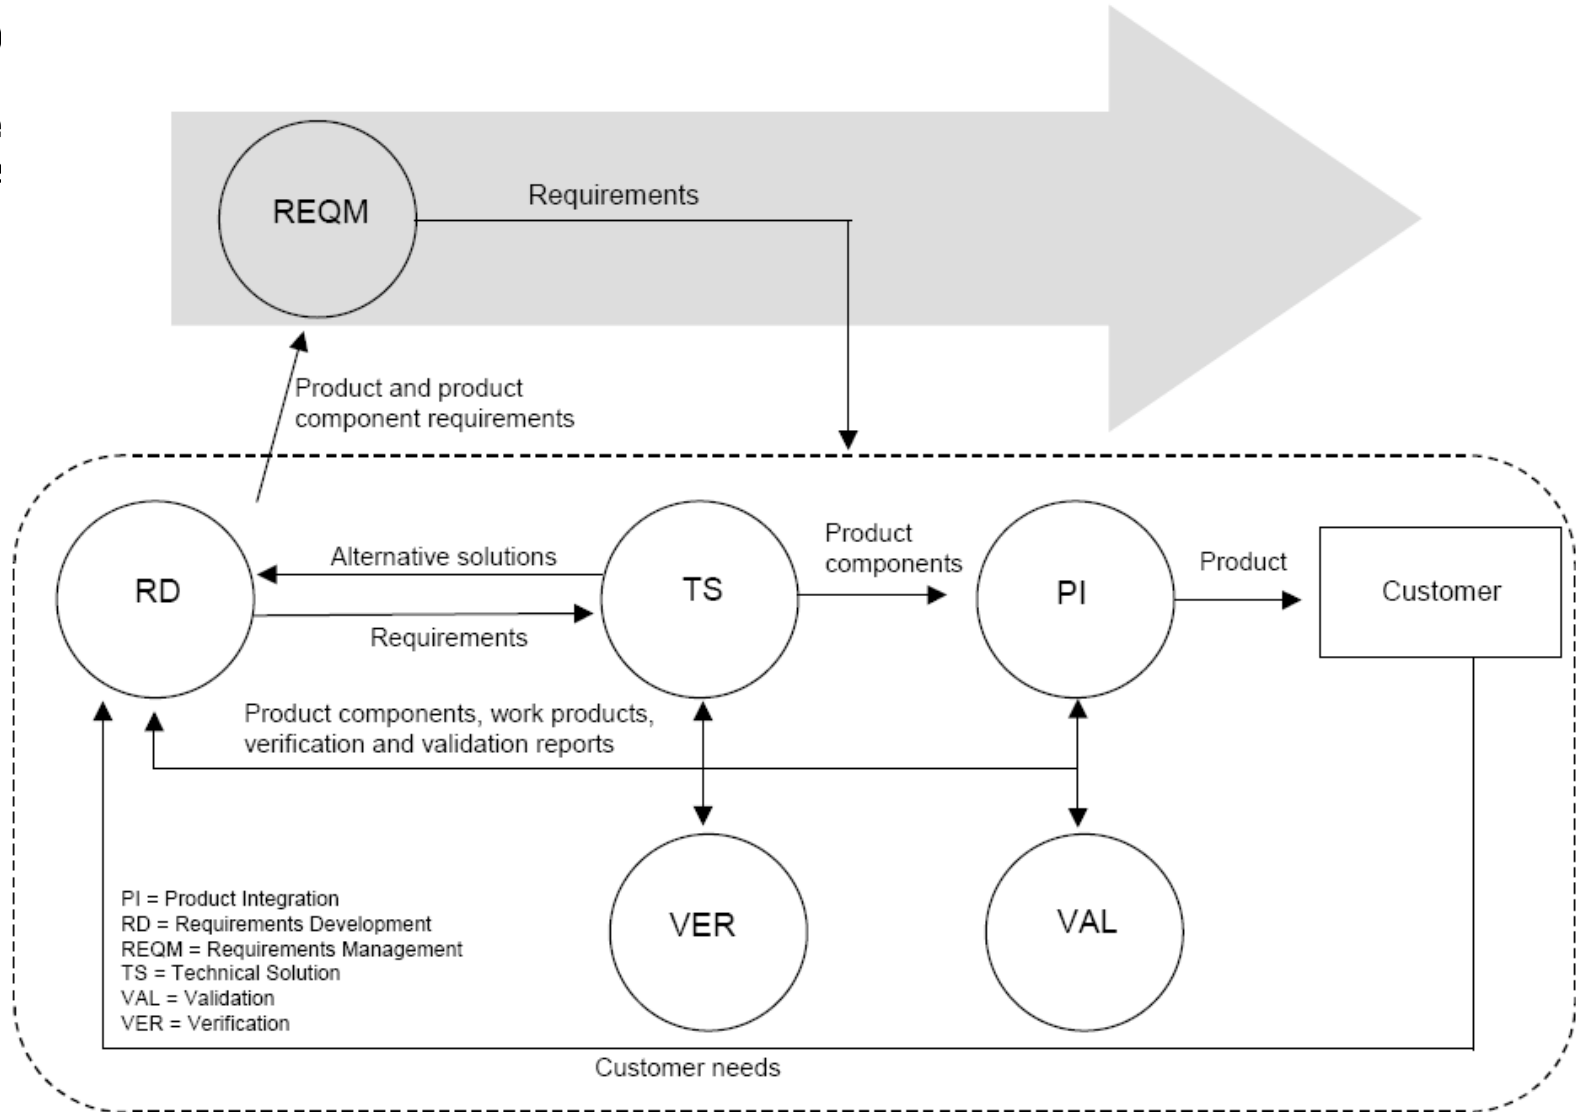 REQM
Requirements
Product and product
component requirements
RD
Alternative solutions
Requirements
TS
Product
components
PI
Product
Customer
Product components, work products,
verification and validation reports
VER
VAL
PI = Product Integration
RD = Requirements Development
REQM = Requirements Management
TS = Technical Solution
VAL = Validation
VER = Verification
Customer needs